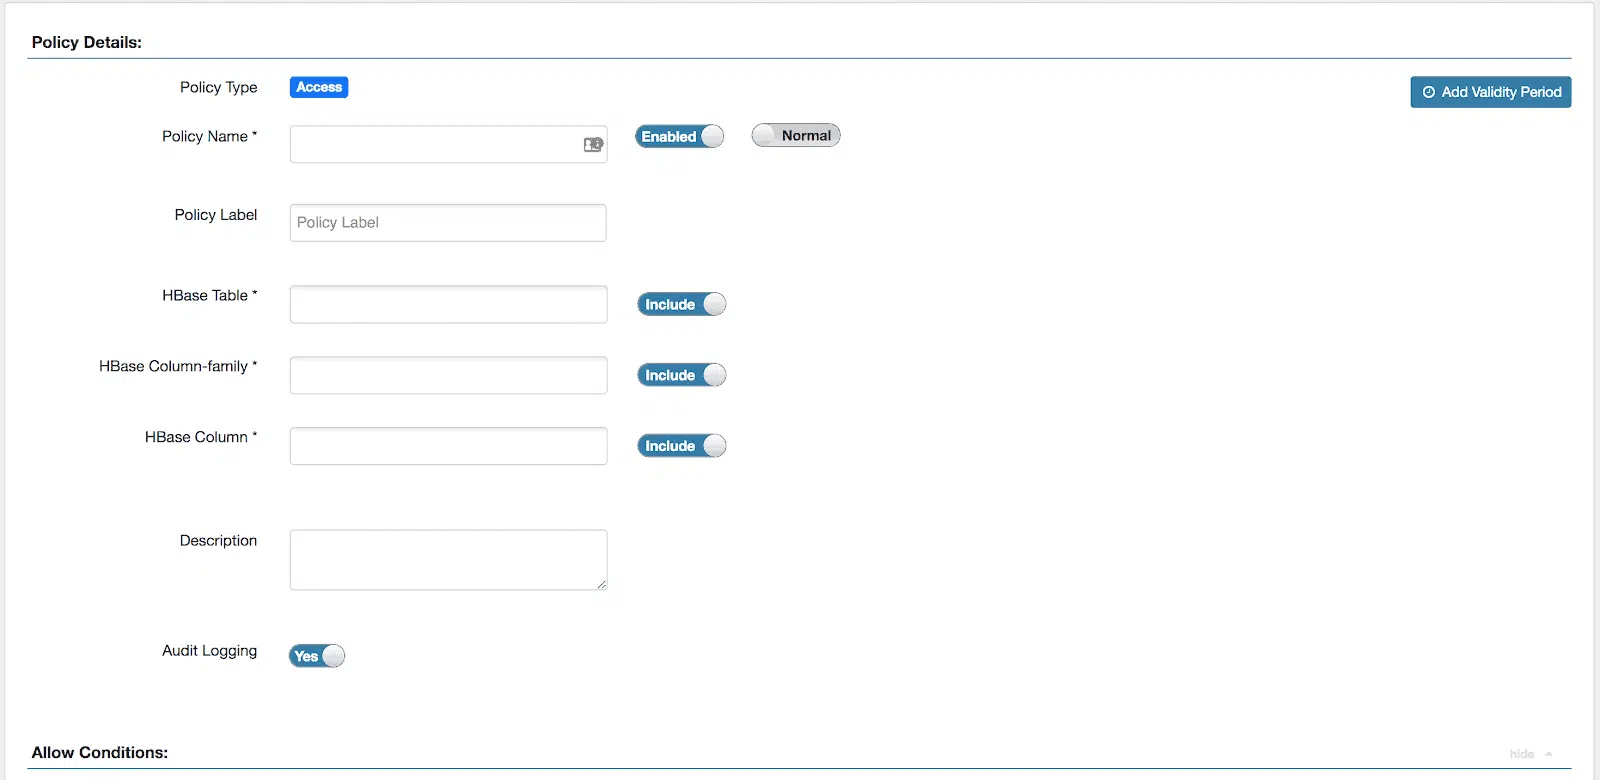 Policy Details:
Policy Type Access Add Validity Period
Policy Name * Enabled Normal
Policy Label Policy Label
HBase Table * Include
HBase Column-family * Include
HBase Column * Include
Description
Audit Logging Yes
Allow Conditions: hide